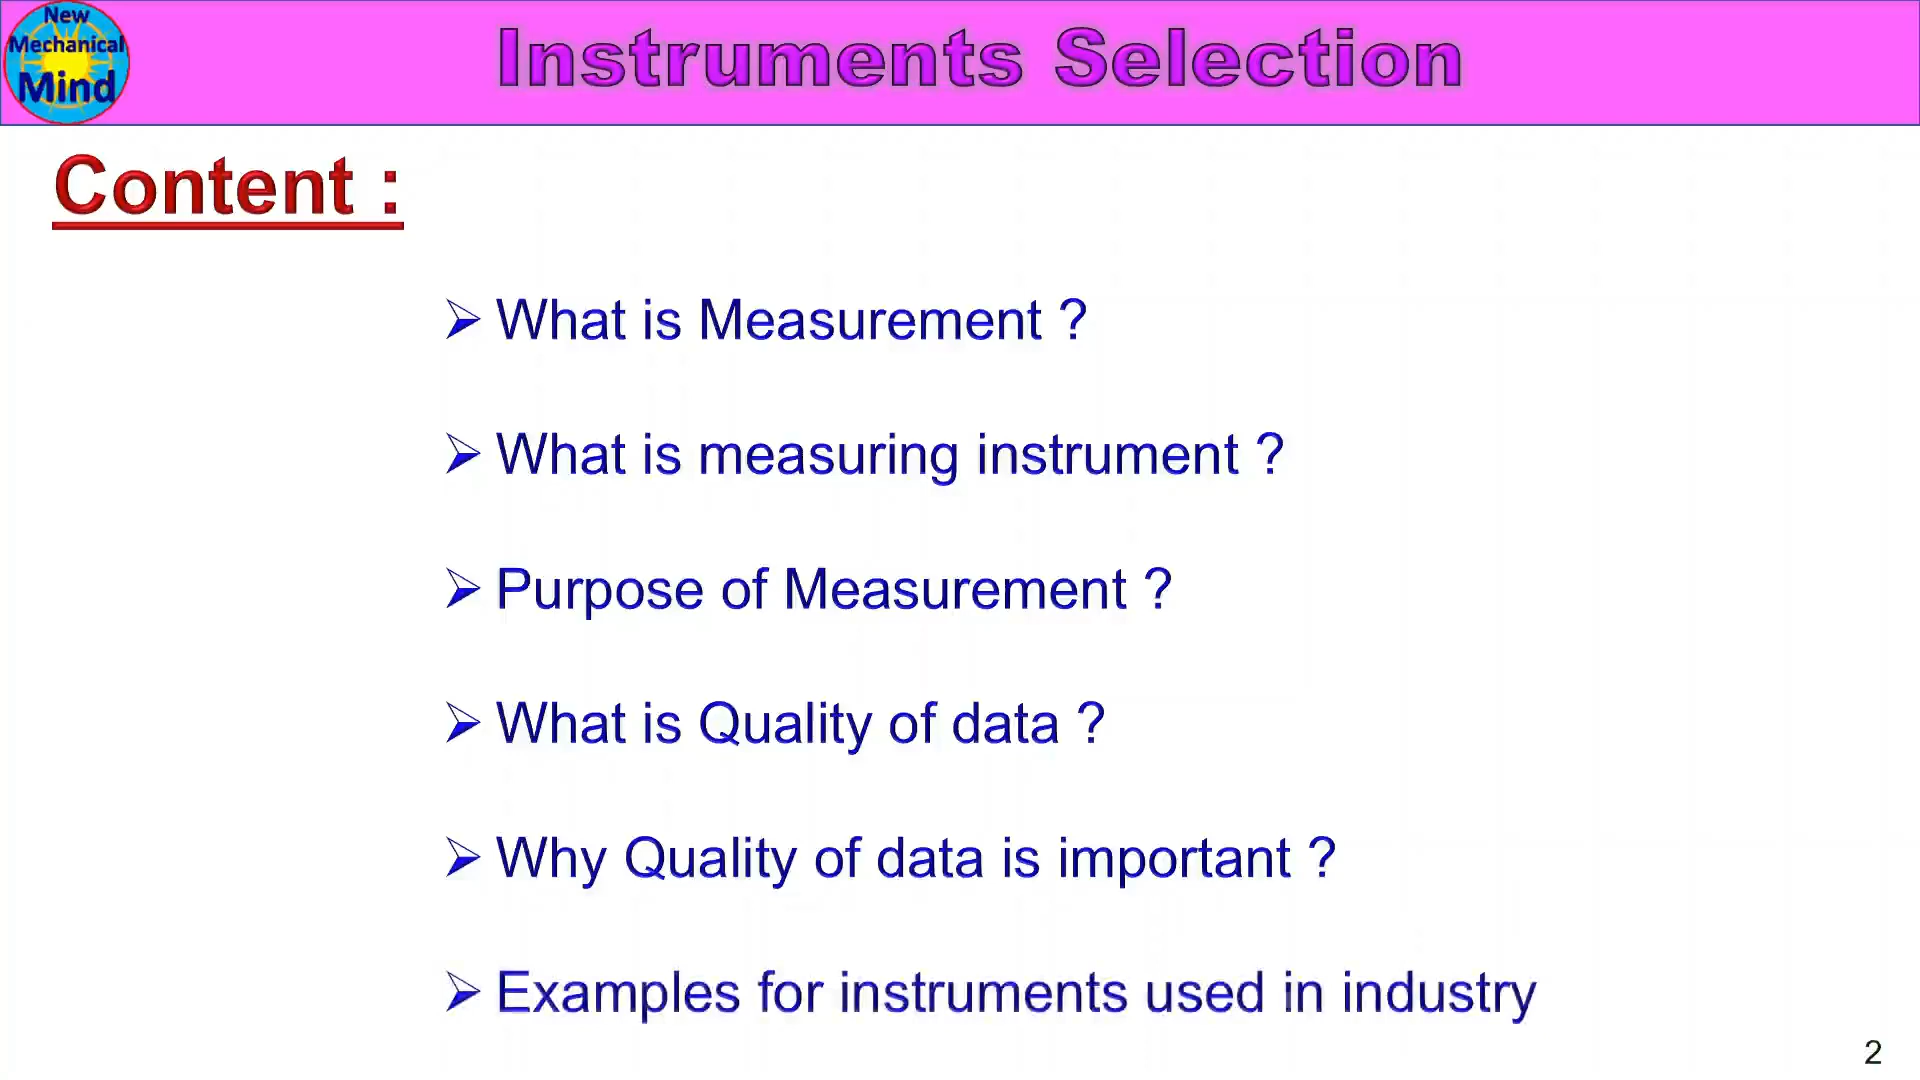 New
Mechanical
Mind
Instruments Selection
Content :
➢ What is Measurement ?
➢ What is measuring instrument ?
➢ Purpose of Measurement ?
➢ What is Quality of data ?
➢ Why Quality of data is important ?
➢ Examples for instruments used in industry
2